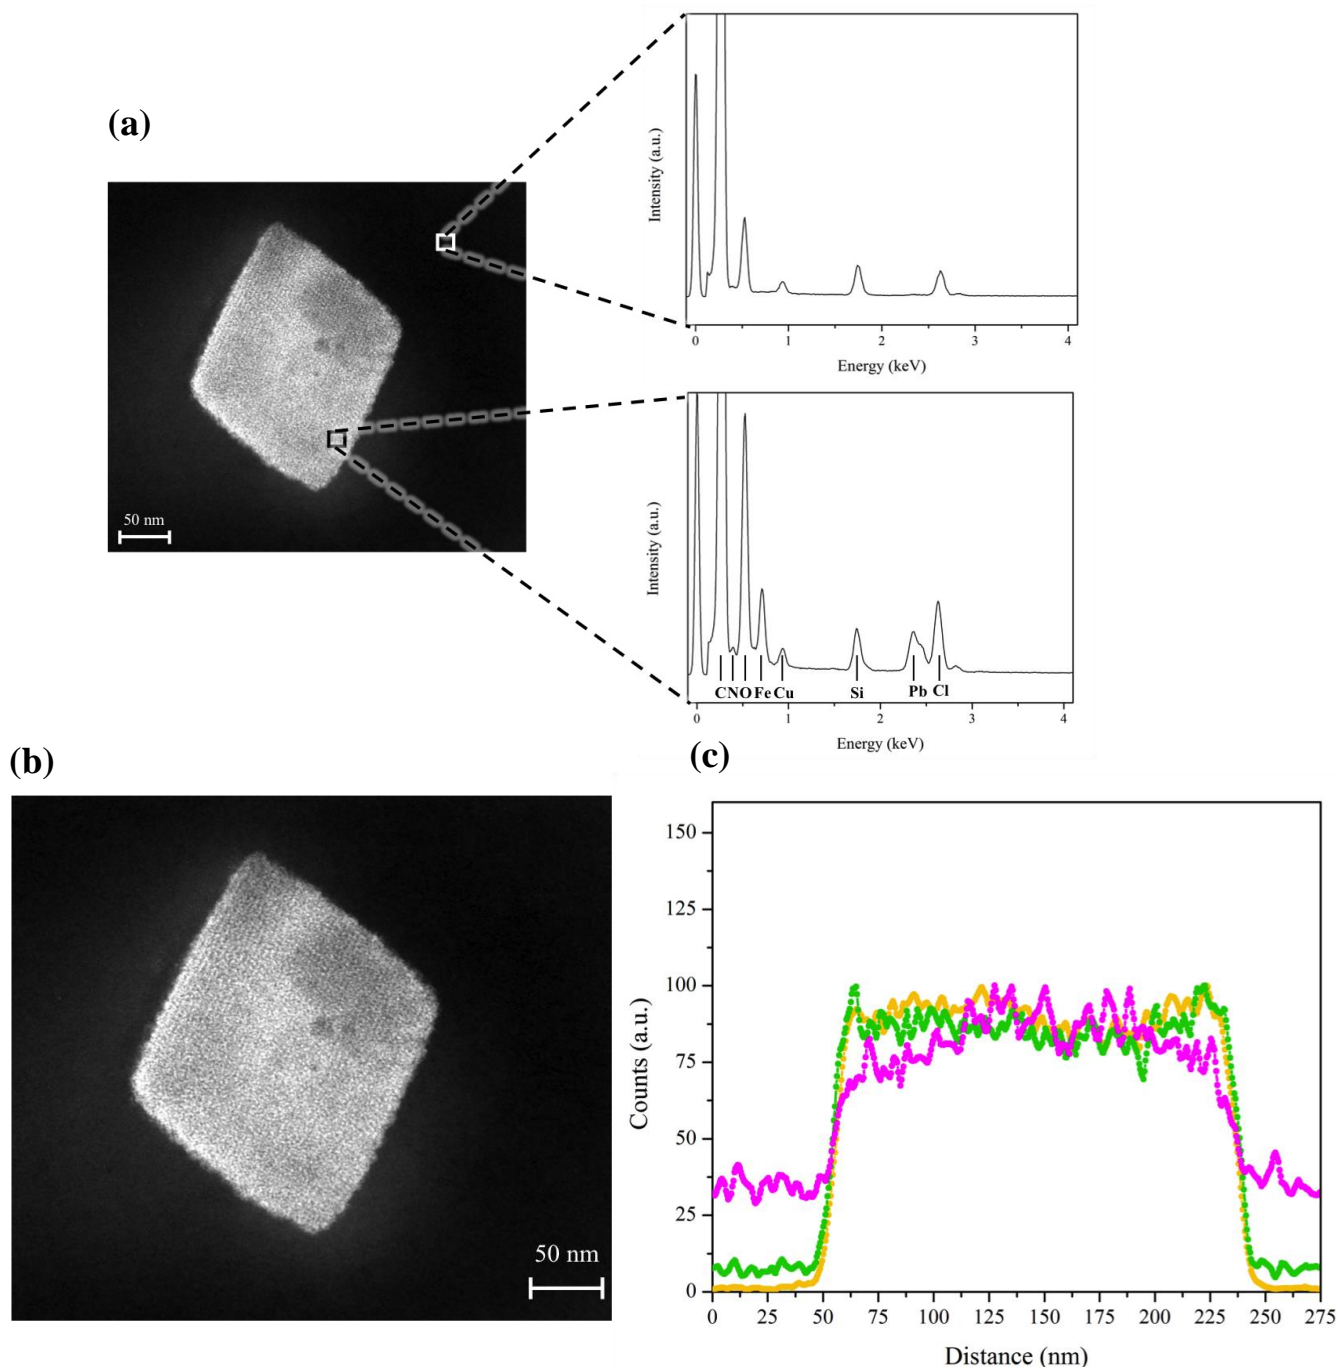 (a)
50 nm
Intensity (a.u.)
0 1 2 3 4
Energy (keV)
Intensity (a.u.)
C N O Fe Cu Si Pb Cl
0 1 2 3 4
Energy (keV)
(b)
50 nm
(c)
150
125
100
75
50
25
0
Counts (a.u.)
0 25 50 75 100 125 150 175 200 225 250 275
Distance (nm)